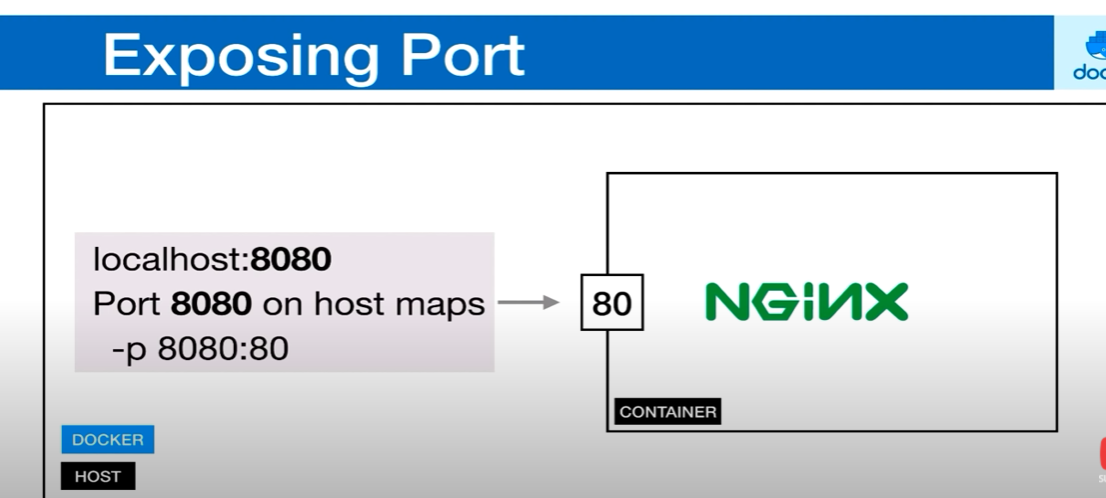 Exposing Port
localhost:8080
Port 8080 on host maps
-p 8080:80
80
NGINX
CONTAINER
DOCKER
HOST